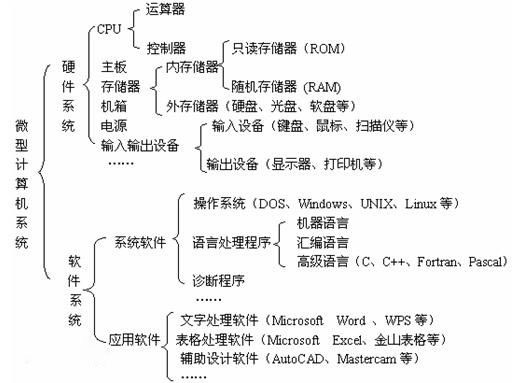 微型计算机系统
硬件系统
CPU
运算器
控制器
主板
存储器
内存储器
只读存储器（ROM）
随机存储器 (RAM)
外存储器（硬盘、光盘、软盘等）
机箱
电源
输入输出设备
输入设备（键盘、鼠标、扫描仪等）
输出设备（显示器、打印机等）
……
软件系统
系统软件
操作系统（DOS、Windows、UNIX、Linux 等）
语言处理程序
机器语言
汇编语言
高级语言（C、C++、Fortran、Pascal）
诊断程序
……
应用软件
文字处理软件（Microsoft Word 、WPS 等）
表格处理软件（Microsoft Excel、金山表格等）
辅助设计软件（AutoCAD、Mastercam 等）
……